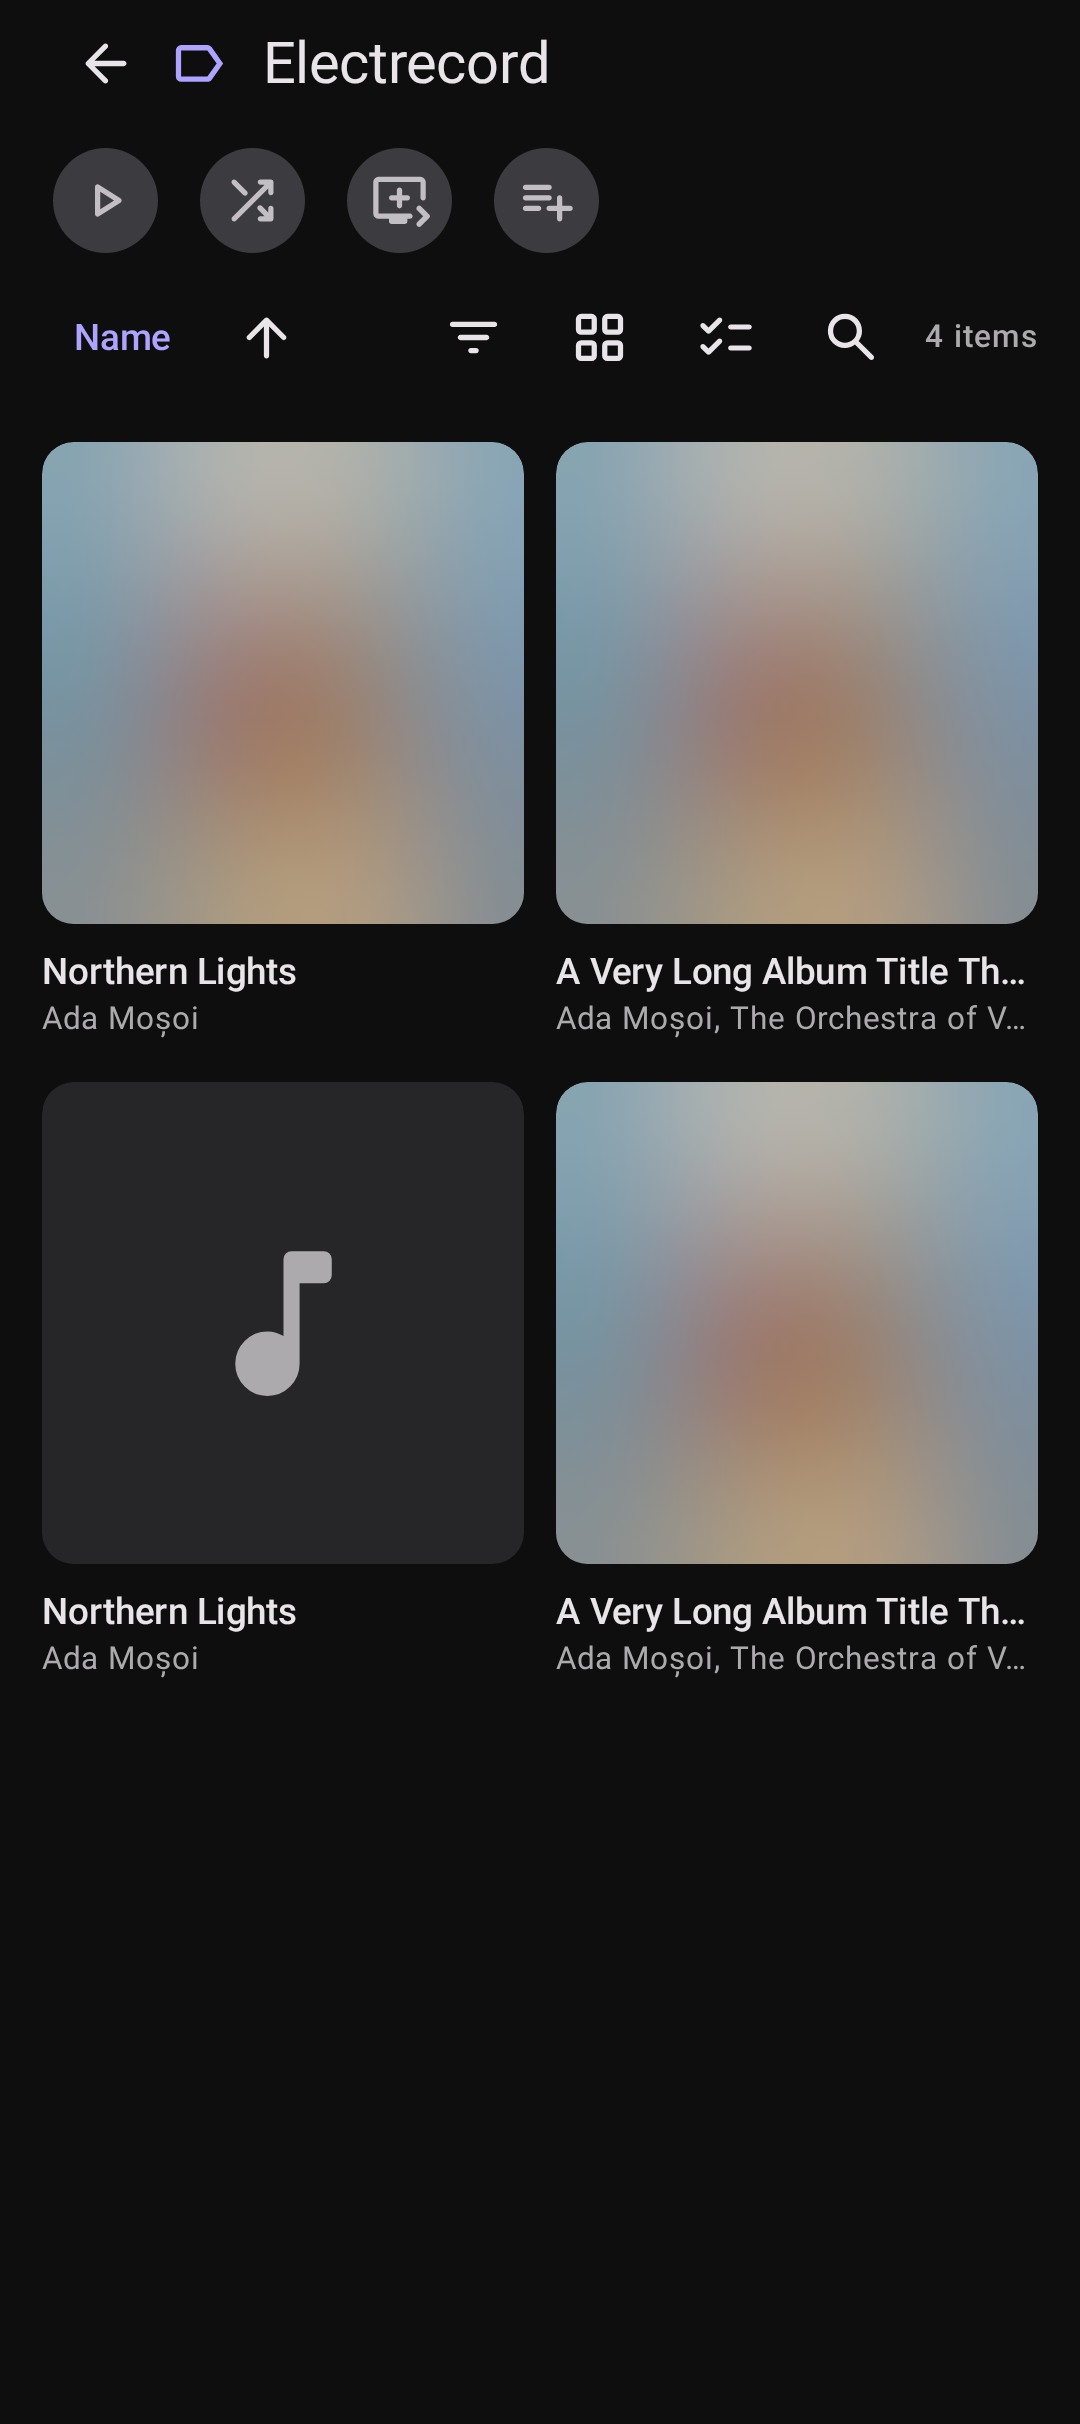 Electrecord
Name
4 items
Northern Lights
Ada Moșoi
A Very Long Album Title Th...
Ada Moșoi, The Orchestra of V...
Northern Lights
Ada Moșoi
A Very Long Album Title Th...
Ada Moșoi, The Orchestra of V...